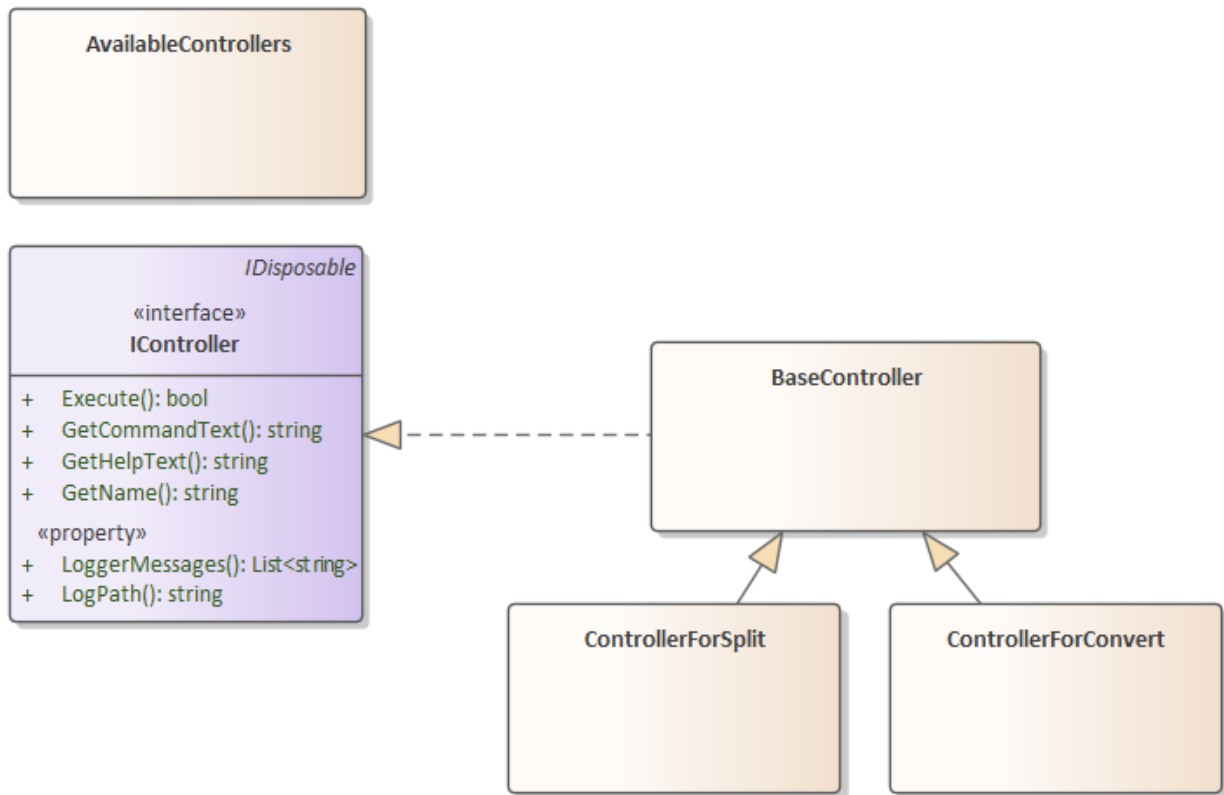 AvailableControllers
IDisposable
«interface»
IController
+ Execute(): bool
+ GetCommandText(): string
+ GetHelpText(): string
+ GetName(): string
«property»
+ LoggerMessages(): List<string>
+ LogPath(): string
BaseController
ControllerForSplit
ControllerForConvert